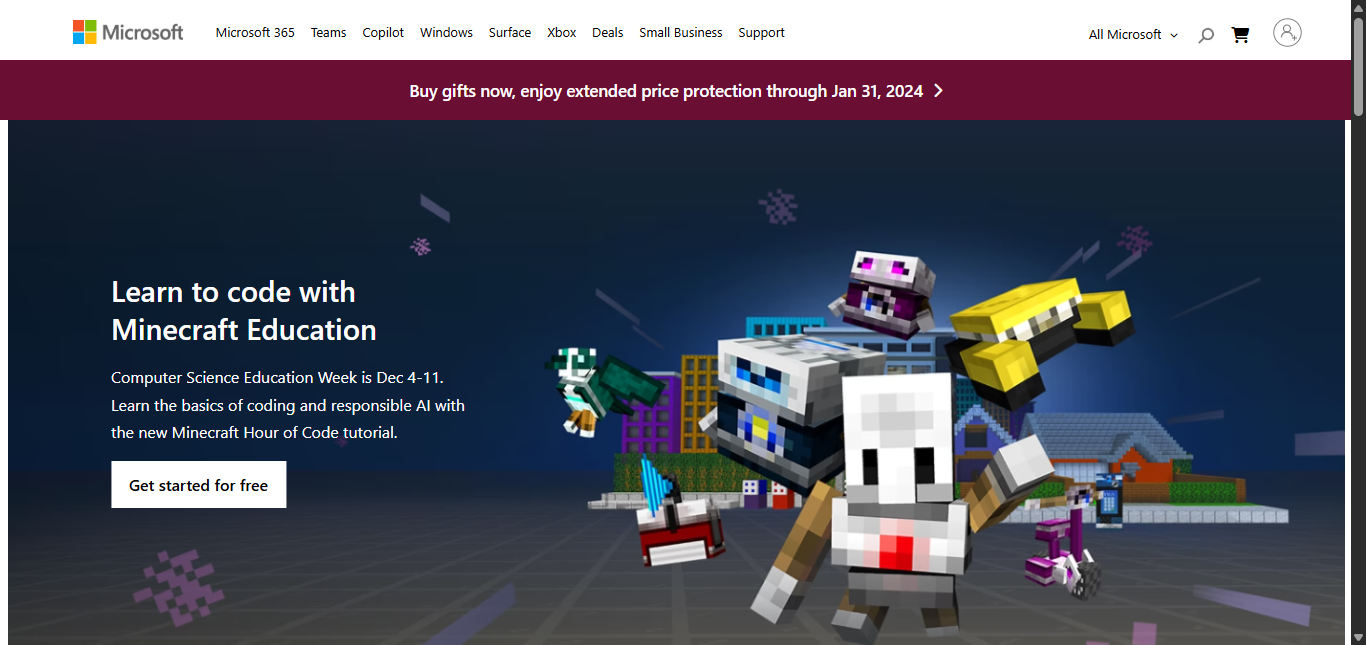 Microsoft
Microsoft 365 Teams Copilot Windows Surface Xbox Deals Small Business Support
All Microsoft
Buy gifts now, enjoy extended price protection through Jan 31, 2024
Learn to code with
Minecraft Education
Computer Science Education Week is Dec 4-11.
Learn the basics of coding and responsible AI with
the new Minecraft Hour of Code tutorial.
Get started for free